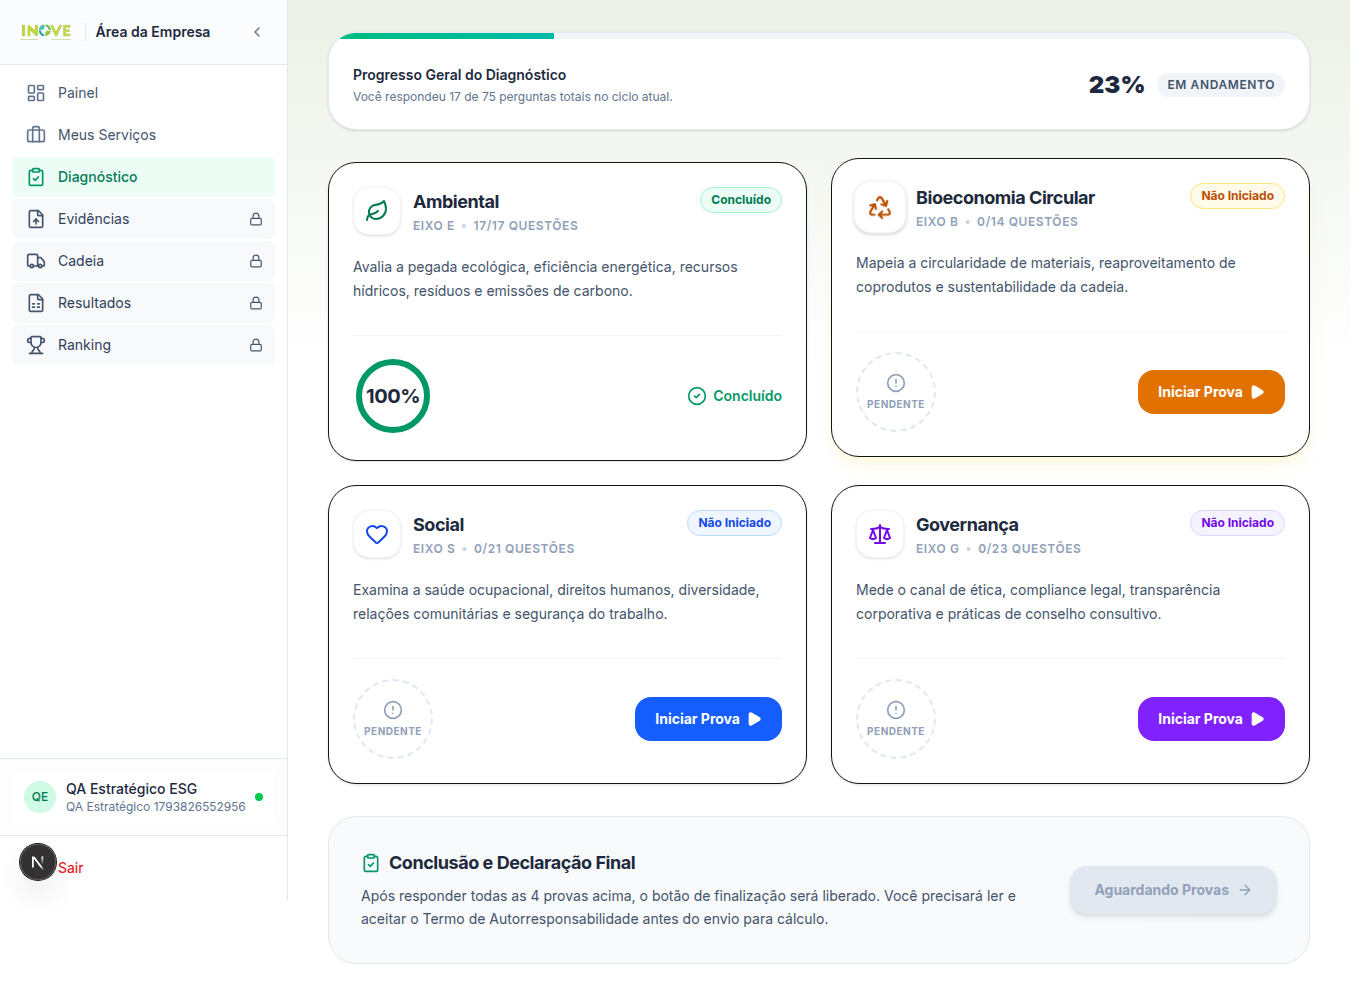 INOVE
Área da Empresa
Painel
Meus Serviços
Diagnóstico
Evidências
Cadeia
Resultados
Ranking
QE
QA Estratégico ESG
QA Estratégico 1793826552956
N
Sair
Progresso Geral do Diagnóstico
Você respondeu 17 de 75 perguntas totais no ciclo atual.
23%
EM ANDAMENTO
Ambiental
EIXO E • 17/17 QUESTÕES
Concluído
Avalia a pegada ecológica, eficiência energética, recursos
hídricos, resíduos e emissões de carbono.
100%
Concluído
Bioeconomia Circular
EIXO B • 0/14 QUESTÕES
Não Iniciado
Mapeia a circularidade de materiais, reaproveitamento de
coprodutos e sustentabilidade da cadeia.
PENDENTE
Iniciar Prova
Social
EIXO S • 0/21 QUESTÕES
Não Iniciado
Examina a saúde ocupacional, direitos humanos, diversidade,
relações comunitárias e segurança do trabalho.
PENDENTE
Iniciar Prova
Governança
EIXO G • 0/23 QUESTÕES
Não Iniciado
Mede o canal de ética, compliance legal, transparência
corporativa e práticas de conselho consultivo.
PENDENTE
Iniciar Prova
Conclusão e Declaração Final
Após responder todas as 4 provas acima, o botão de finalização será liberado. Você precisará ler e
aceitar o Termo de Autorresponsabilidade antes do envio para cálculo.
Aguardando Provas